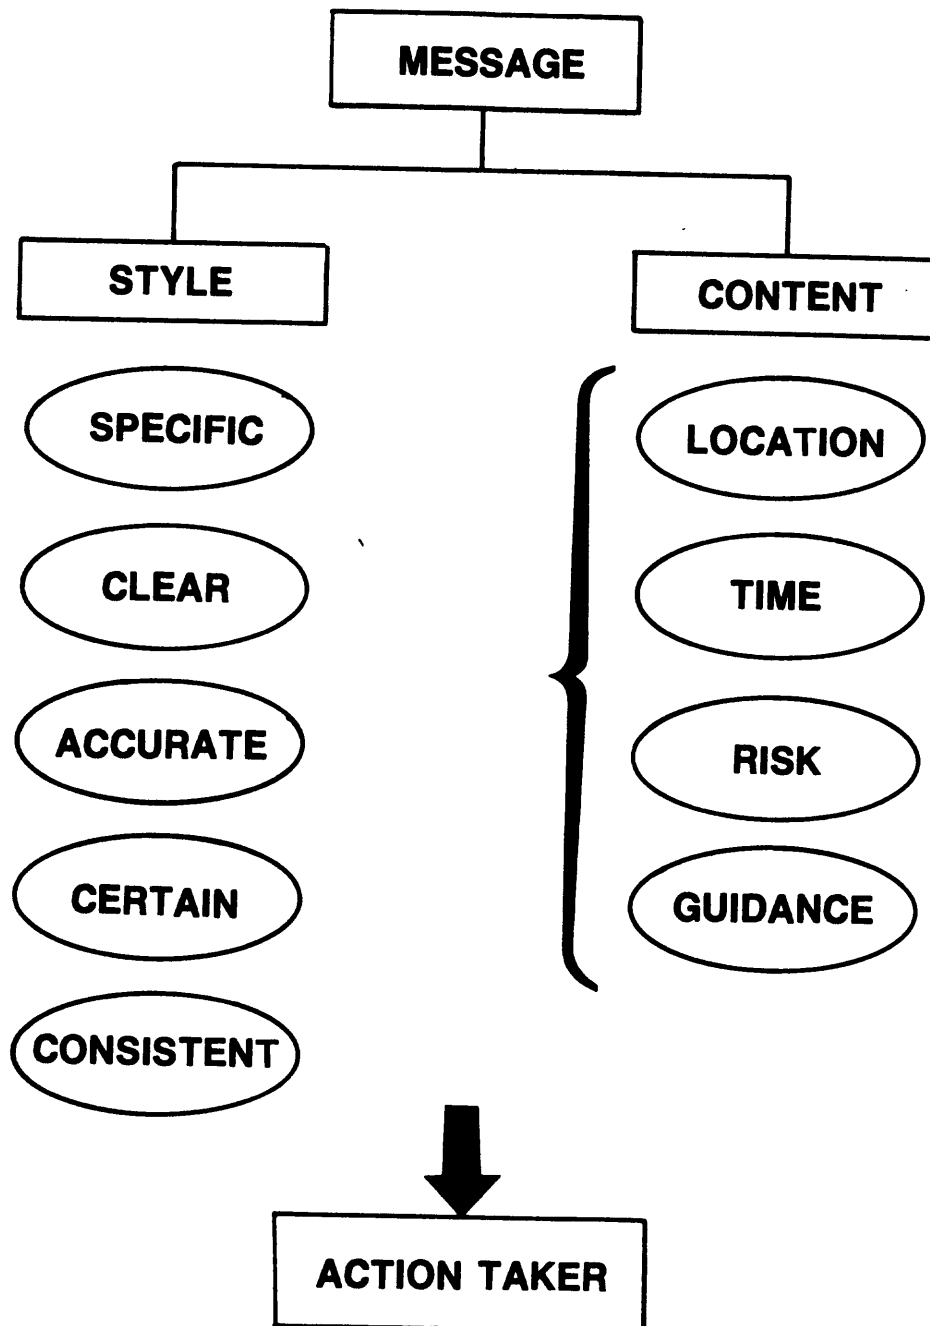 MESSAGE
STYLE
CONTENT
SPECIFIC
CLEAR
ACCURATE
CERTAIN
CONSISTENT
LOCATION
TIME
RISK
GUIDANCE
ACTION TAKER